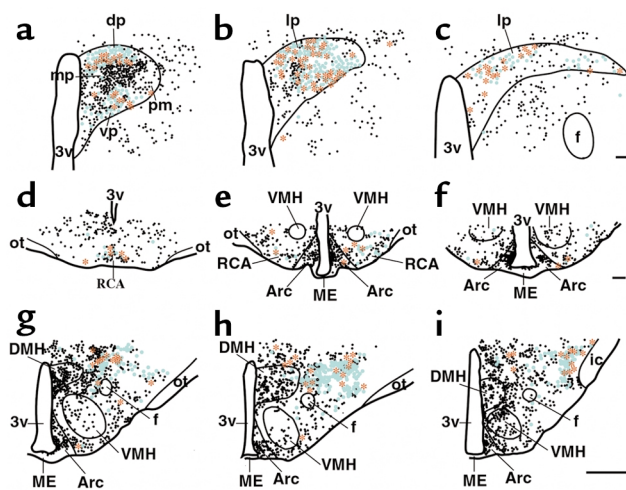 a
dp
mp
pm
vp
3v
b
lp
3v
c
lp
f
3v
d
3v
ot
ot
RCA
e
VMH
3v
VMH
ot
RCA
RCA
Arc
Arc
ME
f
VMH
3v
VMH
Arc
Arc
ME
g
DMH
ot
3v
f
VMH
ME
Arc
h
DMH
ot
3v
f
VMH
ME
Arc
i
ic
DMH
f
3v
VMH
Arc
ME